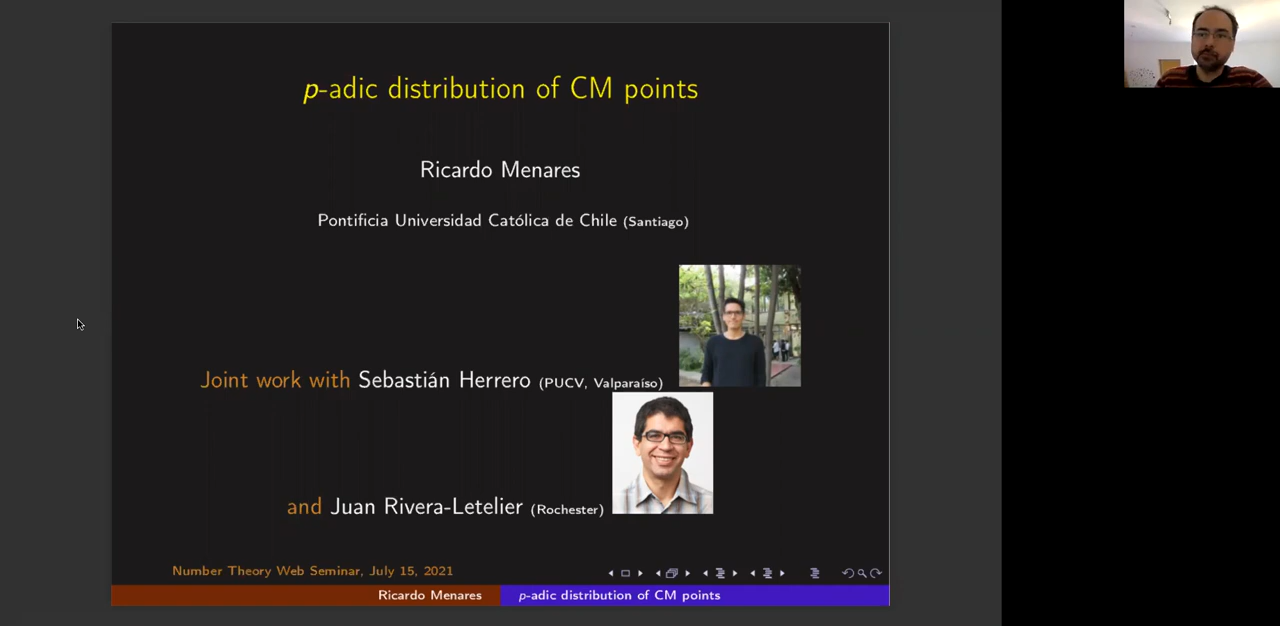 p-adic distribution of CM points
Ricardo Menares
Pontificia Universidad Católica de Chile (Santiago)
Joint work with Sebastián Herrero (PUCV, Valparaíso)
and Juan Rivera-Letelier (Rochester)
Number Theory Web Seminar, July 15, 2021
Ricardo Menares p-adic distribution of CM points